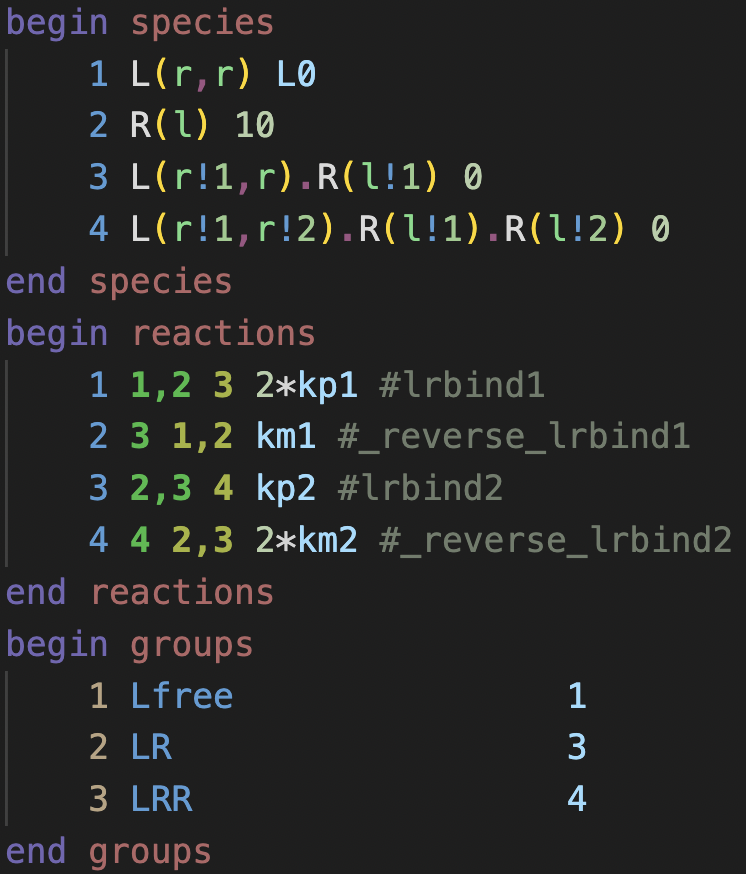 begin species
    1 L(r,r) L0
    2 R(l) 10
    3 L(r!1,r).R(l!1) 0
    4 L(r!1,r!2).R(l!1).R(l!2) 0
end species
begin reactions
    1 1,2 3 2*kp1 #lrbind1
    2 3 1,2 km1 #_reverse_lrbind1
    3 2,3 4 kp2 #lrbind2
    4 4 2,3 2*km2 #_reverse_lrbind2
end reactions
begin groups
    1 Lfree                1
    2 LR                   3
    3 LRR                  4
end groups